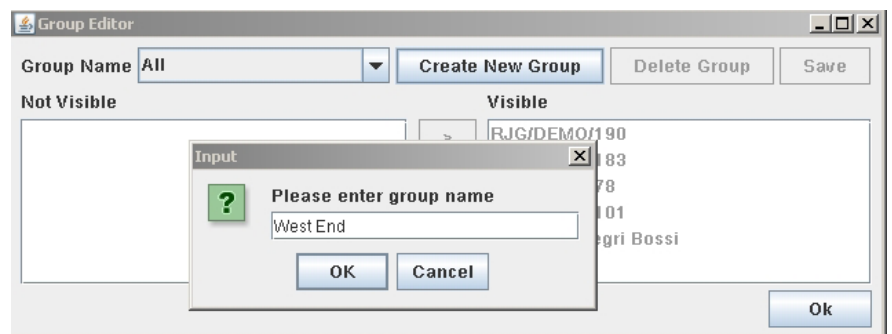 Group Editor
Group Name All Create New Group Delete Group Save
Not Visible Visible
> RJG/DEMO/190
Input 183
78
Please enter group name
101
West End
egri Bossi
OK Cancel
Ok